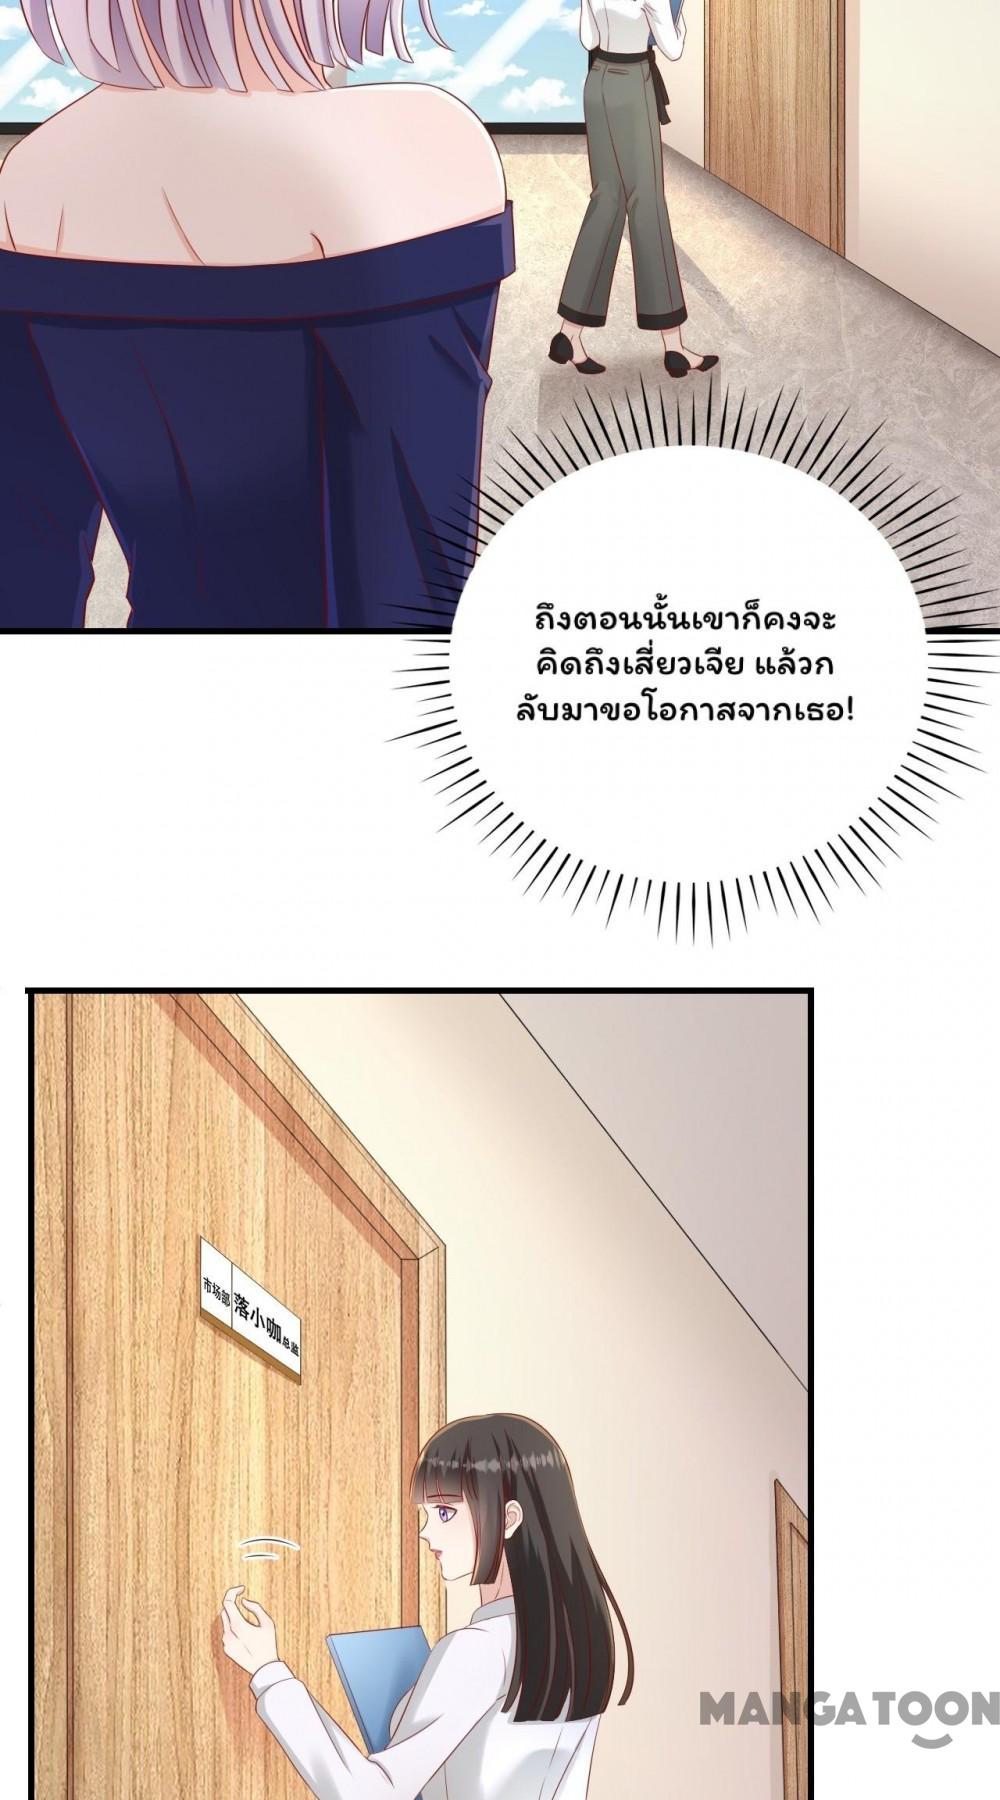 ถึงตอนนั้นเขาก็คงจะ
คิดถึงเสี่ยวเจีย แล้วก
ลับมาขอโอกาสจากเธอ!
市场部 落小咖 总监
MANGATOON